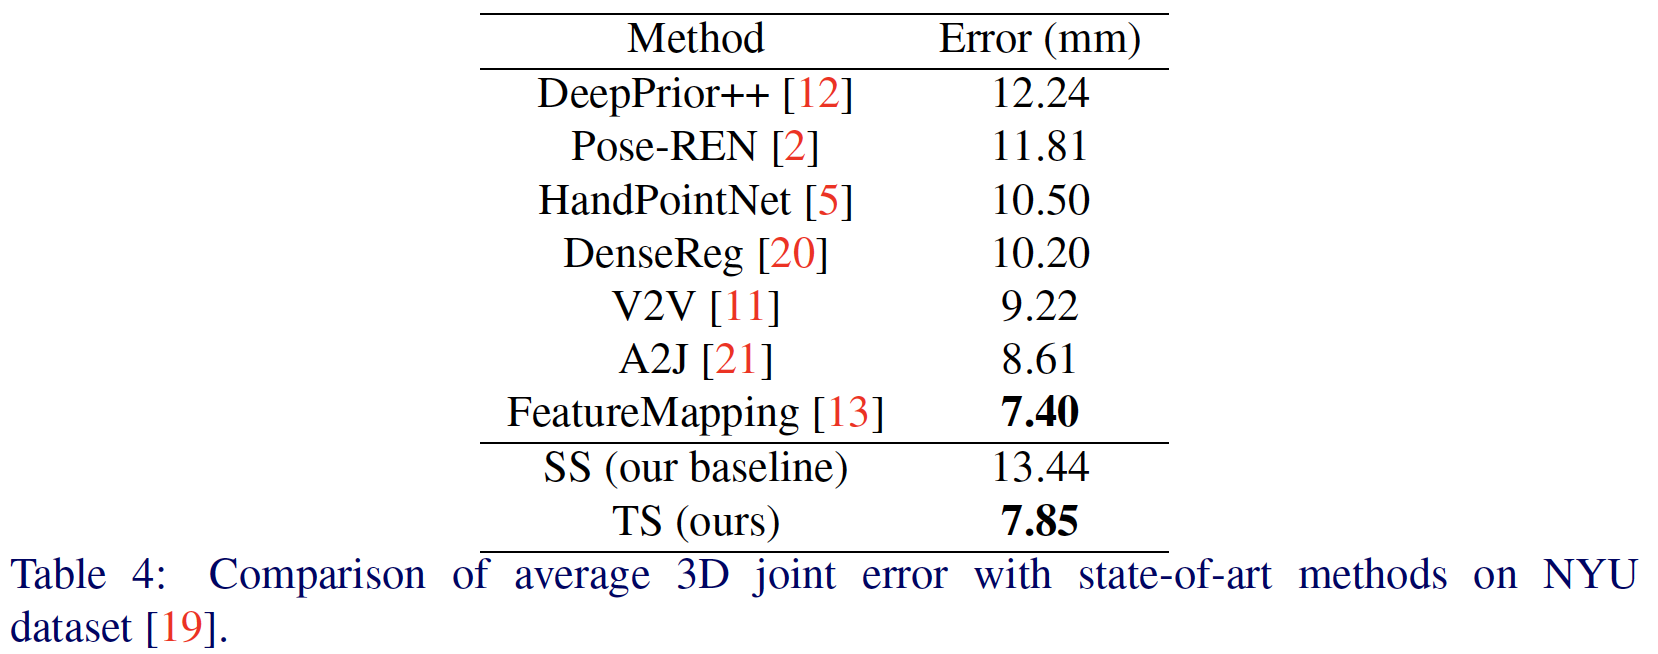 Method Error (mm)
DeepPrior++ [12] 12.24
Pose-REN [2] 11.81
HandPointNet [5] 10.50
DenseReg [20] 10.20
V2V [11] 9.22
A2J [21] 8.61
FeatureMapping [13] 7.40
SS (our baseline) 13.44
TS (ours) 7.85
Table 4: Comparison of average 3D joint error with state-of-art methods on NYU
dataset [19].